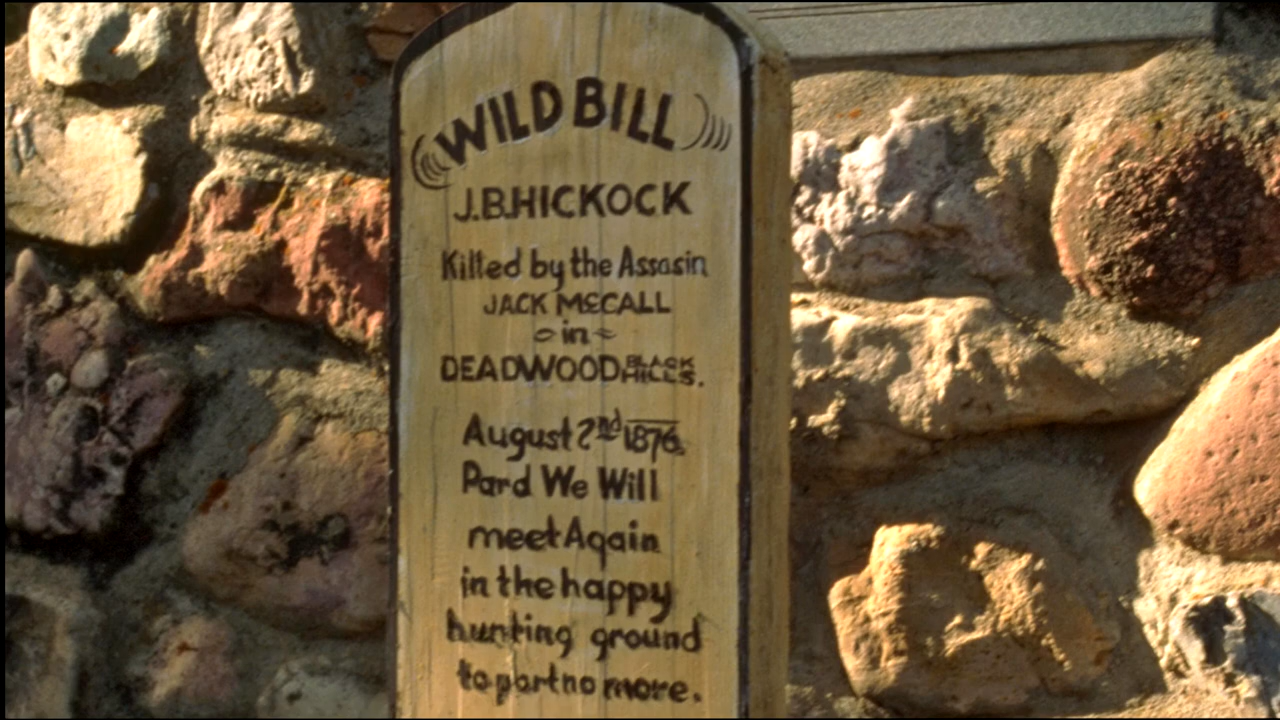 WILD BILL
J.B.HICKOCK
Killed by the Assasin
JACK McCALL
in
DEADWOOD BLACK HILLS.
August 2nd 1876.
Pard We Will
meet Again
in the happy
hunting ground
to part no more.